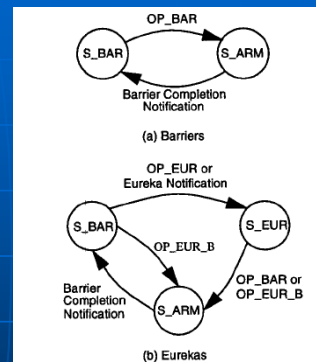 OP_BAR
S_BAR
S_ARM
Barrier Completion
Notification
(a) Barriers
OP_EUR or
Eureka Notification
S_BAR
S_EUR
OP_EUR_B
Barrier
Completion
Notification
OP_BAR or
OP_EUR_B
S_ARM
(b) Eurekas